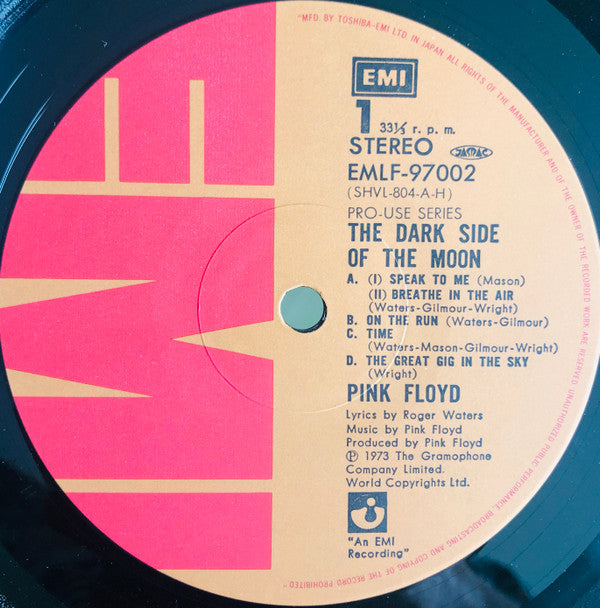 "MFD. BY TOSHIBA-EMI LTD. IN JAPAN ALL RIGHTS OF THE MANUFACTURER AND OF THE OWNER OF THE RECORDED WORK ARE RESERVED UNAUTHORIZED PUBLIC PERFORMANCE, BROADCASTING AND COPYING OF THE RECORD PROHIBITED"
EMI
EMI
1 33⅓ r. p. m.
STEREO JASRAC
EMLF-97002
(SHVL-804-A-H)
PRO-USE SERIES
THE DARK SIDE
OF THE MOON
A. (I) SPEAK TO ME (Mason)
(II) BREATHE IN THE AIR
(Waters-Gilmour-Wright)
B. ON THE RUN (Waters-Gilmour)
C. TIME
(Waters-Mason-Gilmour-Wright)
D. THE GREAT GIG IN THE SKY
(Wright)
PINK FLOYD
Lyrics by Roger Waters
Music by Pink Floyd
Produced by Pink Floyd
℗ 1973 The Gramophone
Company Limited.
World Copyrights Ltd.
"An EMI
Recording"